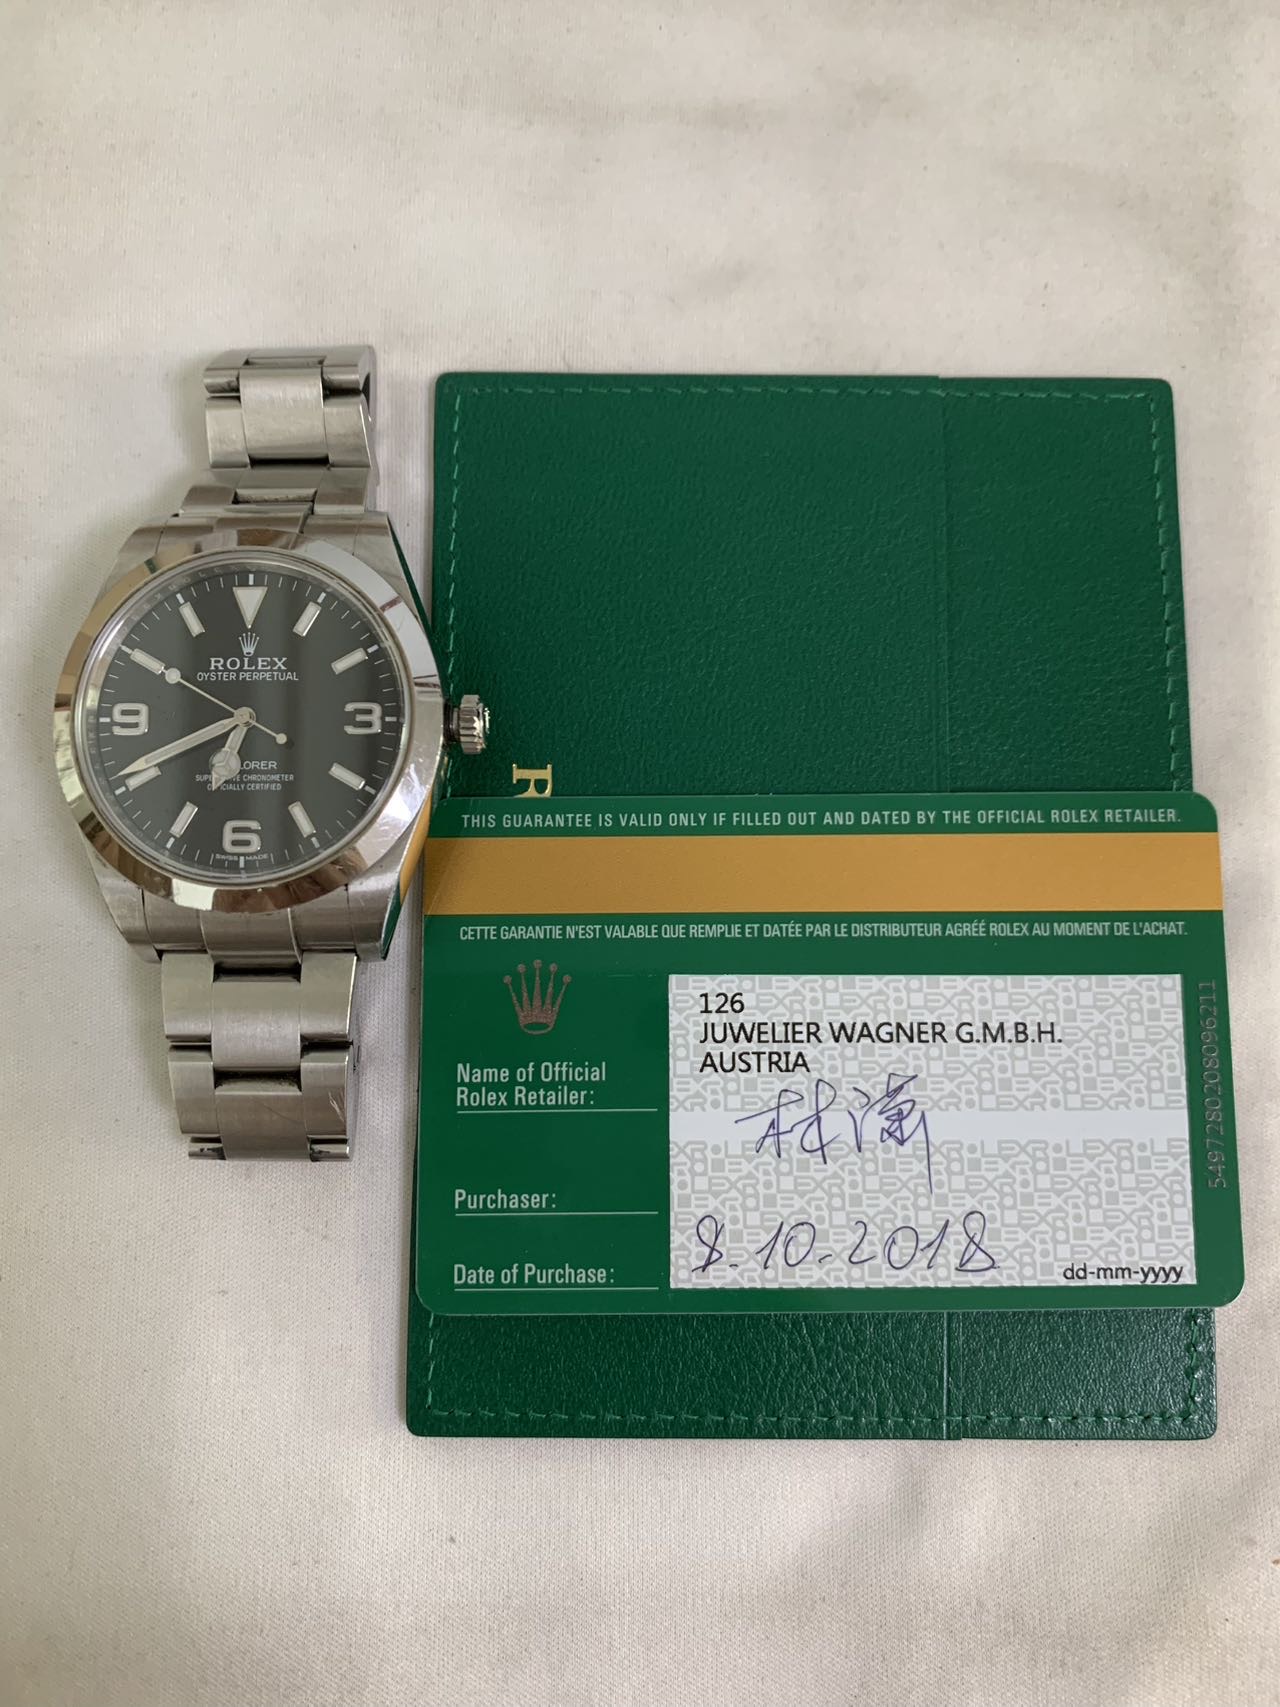 ROLEX
OYSTER PERPETUAL
9
3
LORER
CHRONOMETER
CERTIFIED
6
SWISS MADE
R
THIS GUARANTEE IS VALID ONLY IF FILLED OUT AND DATED BY THE OFFICIAL ROLEX RETAILER.
CETTE GARANTIE N'EST VALABLE QUE REMPLIE ET DATÉE PAR LE DISTRIBUTEUR AGRÉÉ ROLEX AU MOMENT DE L'ACHAT.
126
JUWELIER WAGNER G.M.B.H.
AUSTRIA
Name of Official
Rolex Retailer:
林潇
Purchaser:
Date of Purchase:
8.10.2018
dd-mm-yyyy
5497280208096211